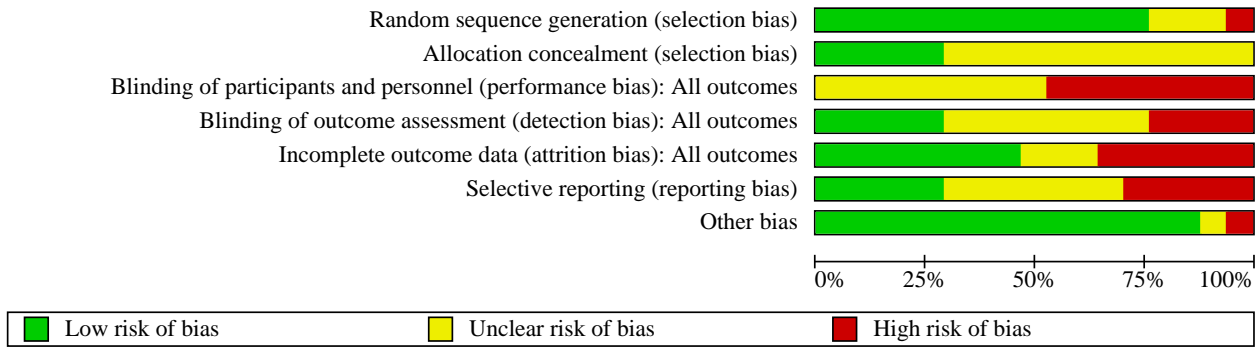 Random sequence generation (selection bias)
Allocation concealment (selection bias)
Blinding of participants and personnel (performance bias): All outcomes
Blinding of outcome assessment (detection bias): All outcomes
Incomplete outcome data (attrition bias): All outcomes
Selective reporting (reporting bias)
Other bias
0% 25% 50% 75% 100%
Low risk of bias Unclear risk of bias High risk of bias